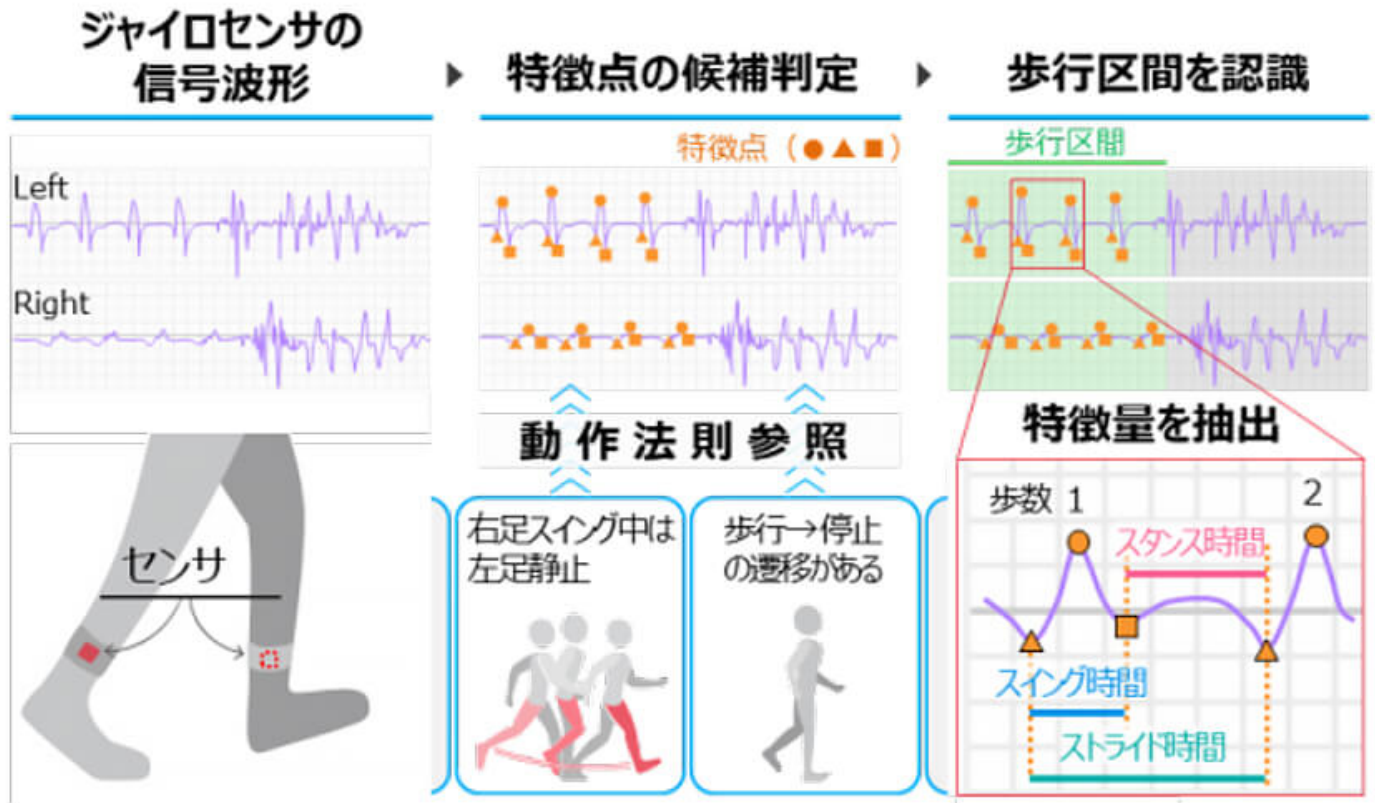 ジャイロセンサの
信号波形
▶
特徴点の候補判定
▶
歩行区間を認識
Left
Right
特徴点（●▲■）
歩行区間
動作法則参照
特徴量を抽出
センサ
右足スイング中は
左足静止
歩行→停止
の遷移がある
歩数 1
2
スタンス時間
スイング時間
ストライド時間